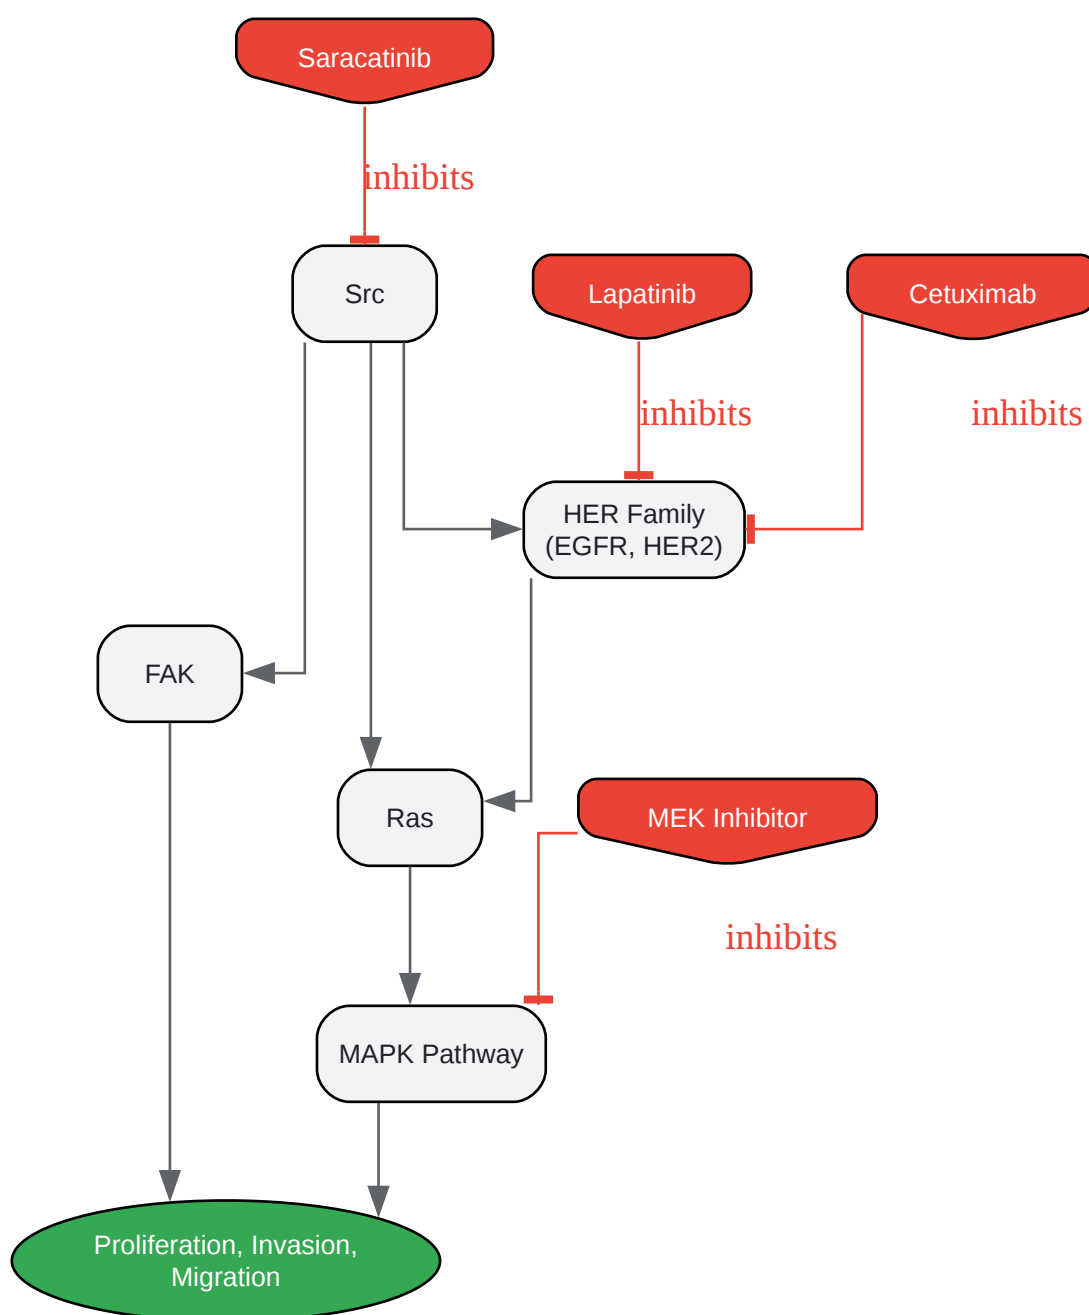 Saracatinib
inhibits
Src
Lapatinib
Cetuximab
inhibits
inhibits
HER Family
(EGFR, HER2)
FAK
Ras
MEK Inhibitor
inhibits
MAPK Pathway
Proliferation, Invasion,
Migration